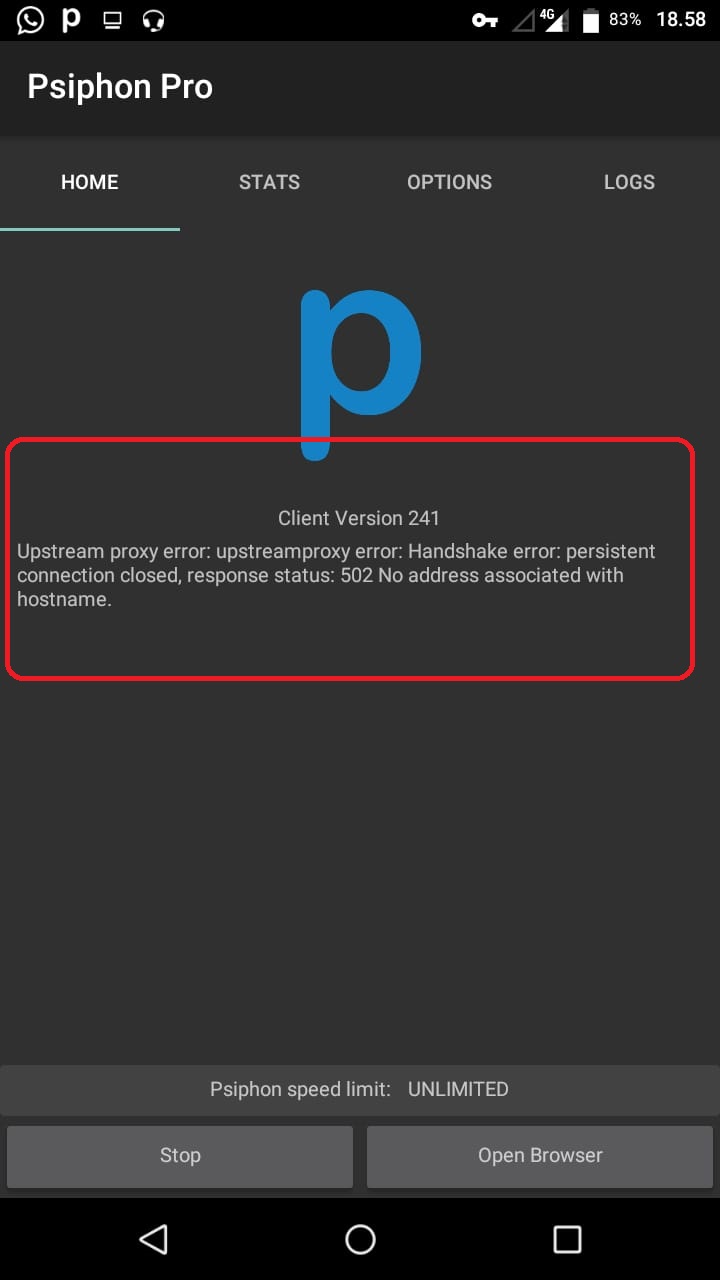 4G 83% 18.58
Psiphon Pro
HOME STATS OPTIONS LOGS
p
Client Version 241
Upstream proxy error: upstreamproxy error: Handshake error: persistent
connection closed, response status: 502 No address associated with
hostname.
Psiphon speed limit: UNLIMITED
Stop Open Browser